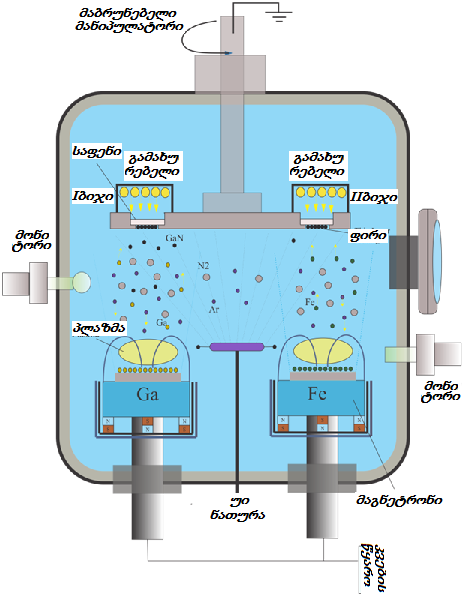 მაბრუნებელი
მანიპულატორი
საფენი
გამახუ
რებელი
გამახუ
რებელი
Iბიჯი
IIბიჯი
ფირი
მონი
ტორი
GaN
N2
Ar
Fe
Ga
პლაზმა
Ga
Fe
მონი
ტორი
მაგნეტრონი
უი
ნათურა
კვების
წყარო